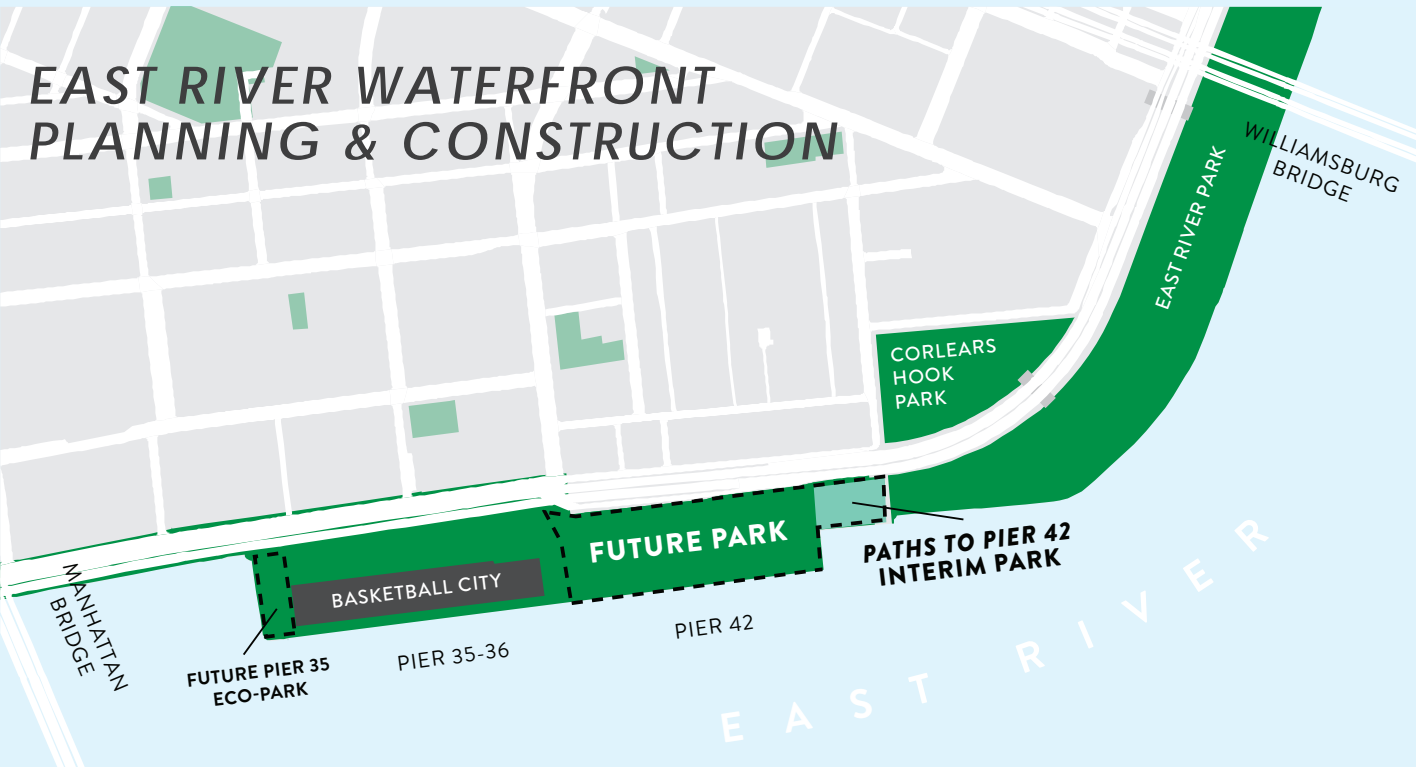 EAST RIVER WATERFRONT
PLANNING & CONSTRUCTION
WILLIAMSBURG
BRIDGE
EAST RIVER PARK
CORLEARS
HOOK
PARK
FUTURE PARK
PATHS TO PIER 42
INTERIM PARK
BASKETBALL CITY
MANHATTAN
BRIDGE
FUTURE PIER 35
ECO-PARK
PIER 35-36
PIER 42
EAST RIVER